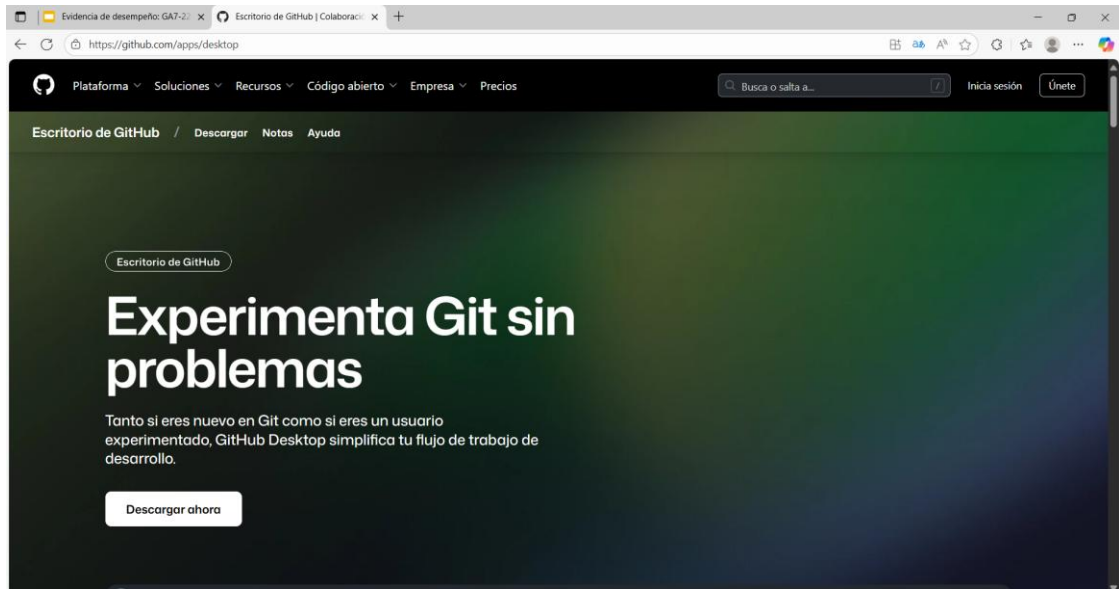 Evidencia de desempeño: GA7-22
Escritorio de GitHub | Colaboraci
https://github.com/apps/desktop
Plataforma Soluciones Recursos Código abierto Empresa Precios Busca o salta a... / Inicia sesión Únete
Escritorio de GitHub / Descargar Notas Ayuda
Escritorio de GitHub
Experimenta Git sin
problemas
Tanto si eres nuevo en Git como si eres un usuario
experimentado, GitHub Desktop simplifica tu flujo de trabajo de
desarrollo.
Descargar ahora